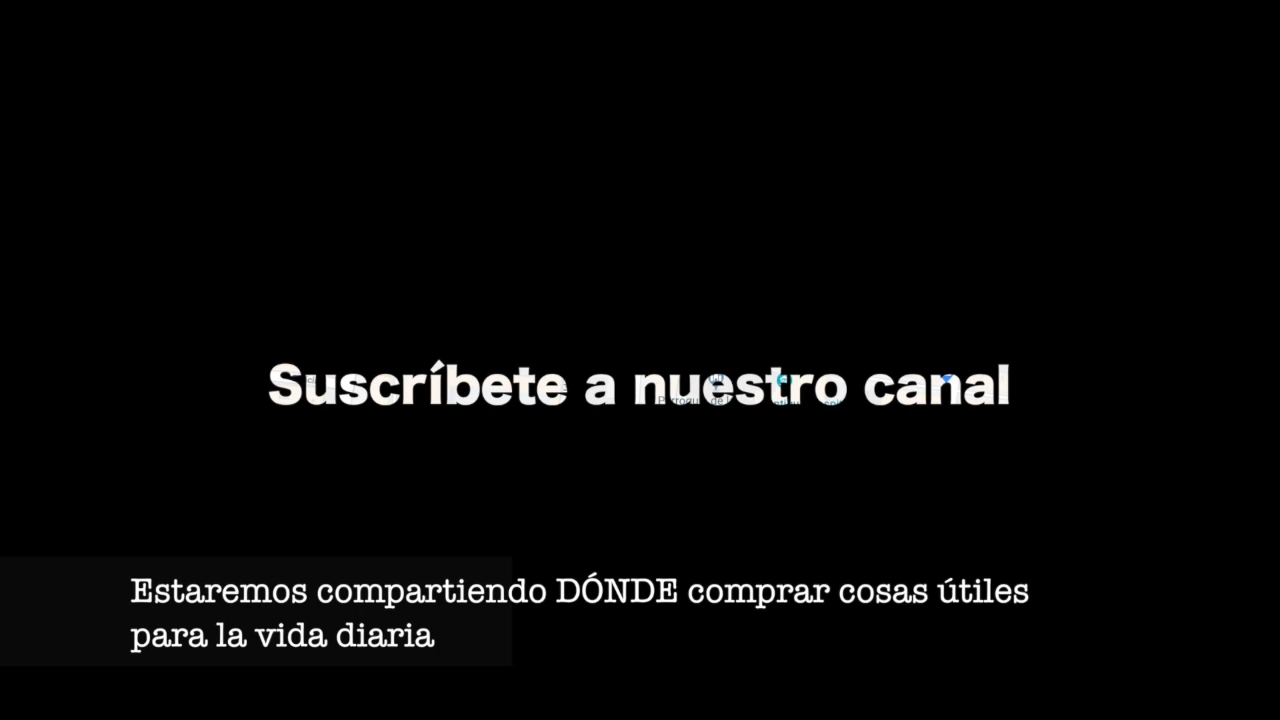 Suscríbete a nuestro canal
Estaremos compartiendo DÓNDE comprar cosas útiles
para la vida diaria